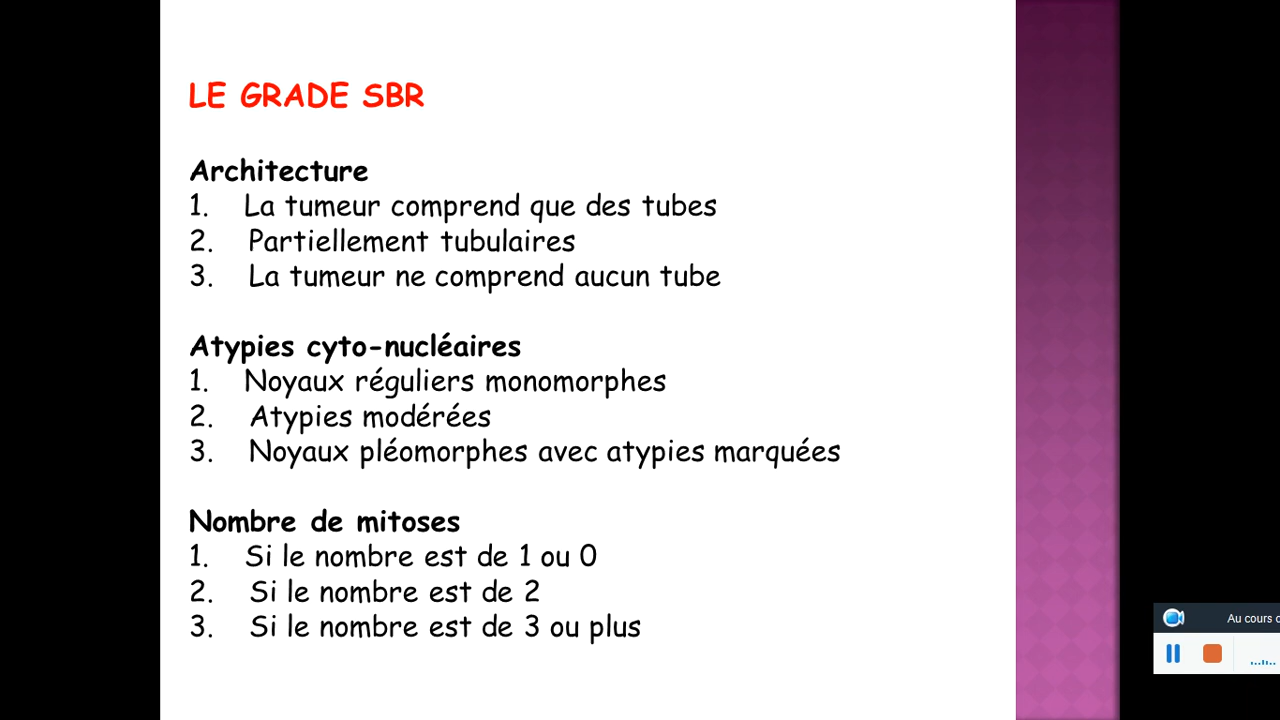 LE GRADE SBR
Architecture
1. La tumeur comprend que des tubes
2. Partiellement tubulaires
3. La tumeur ne comprend aucun tube
Atypies cyto-nucléaires
1. Noyaux réguliers monomorphes
2. Atypies modérées
3. Noyaux pléomorphes avec atypies marquées
Nombre de mitoses
1. Si le nombre est de 1 ou 0
2. Si le nombre est de 2
3. Si le nombre est de 3 ou plus
Au cours